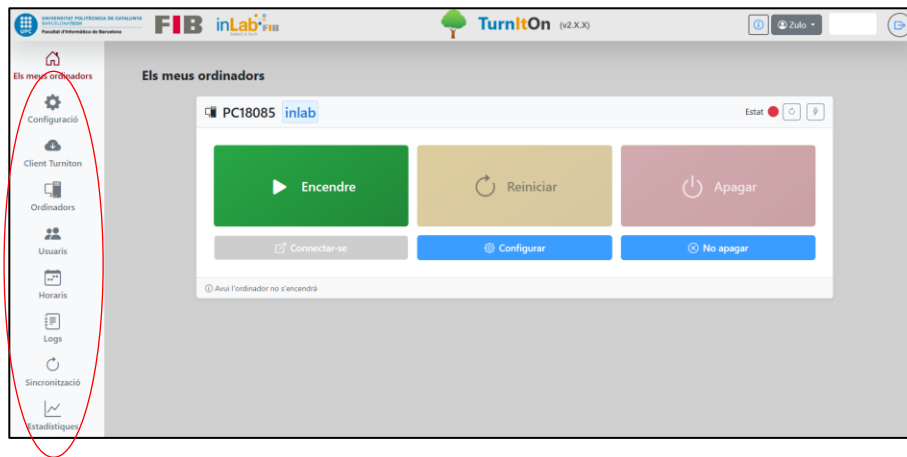 UNIVERSITAT POLITÈCNICA DE CATALUNYA
BARCELONATECH
Facultat d'Informàtica de Barcelona
UPC
FIB
inLab FIB
TurnItOn (v2.X.X)
Zulo
Els meus ordinadors
Configuració
Client Turniton
Ordinadors
Usuaris
Horaris
Logs
Sincronització
Estadístiques
Els meus ordinadors
PC18085 inlab
Estat
Encendre
Reiniciar
Apagar
Connectar-se
Configurar
No apagar
Avui l'ordinador no s'encendrà